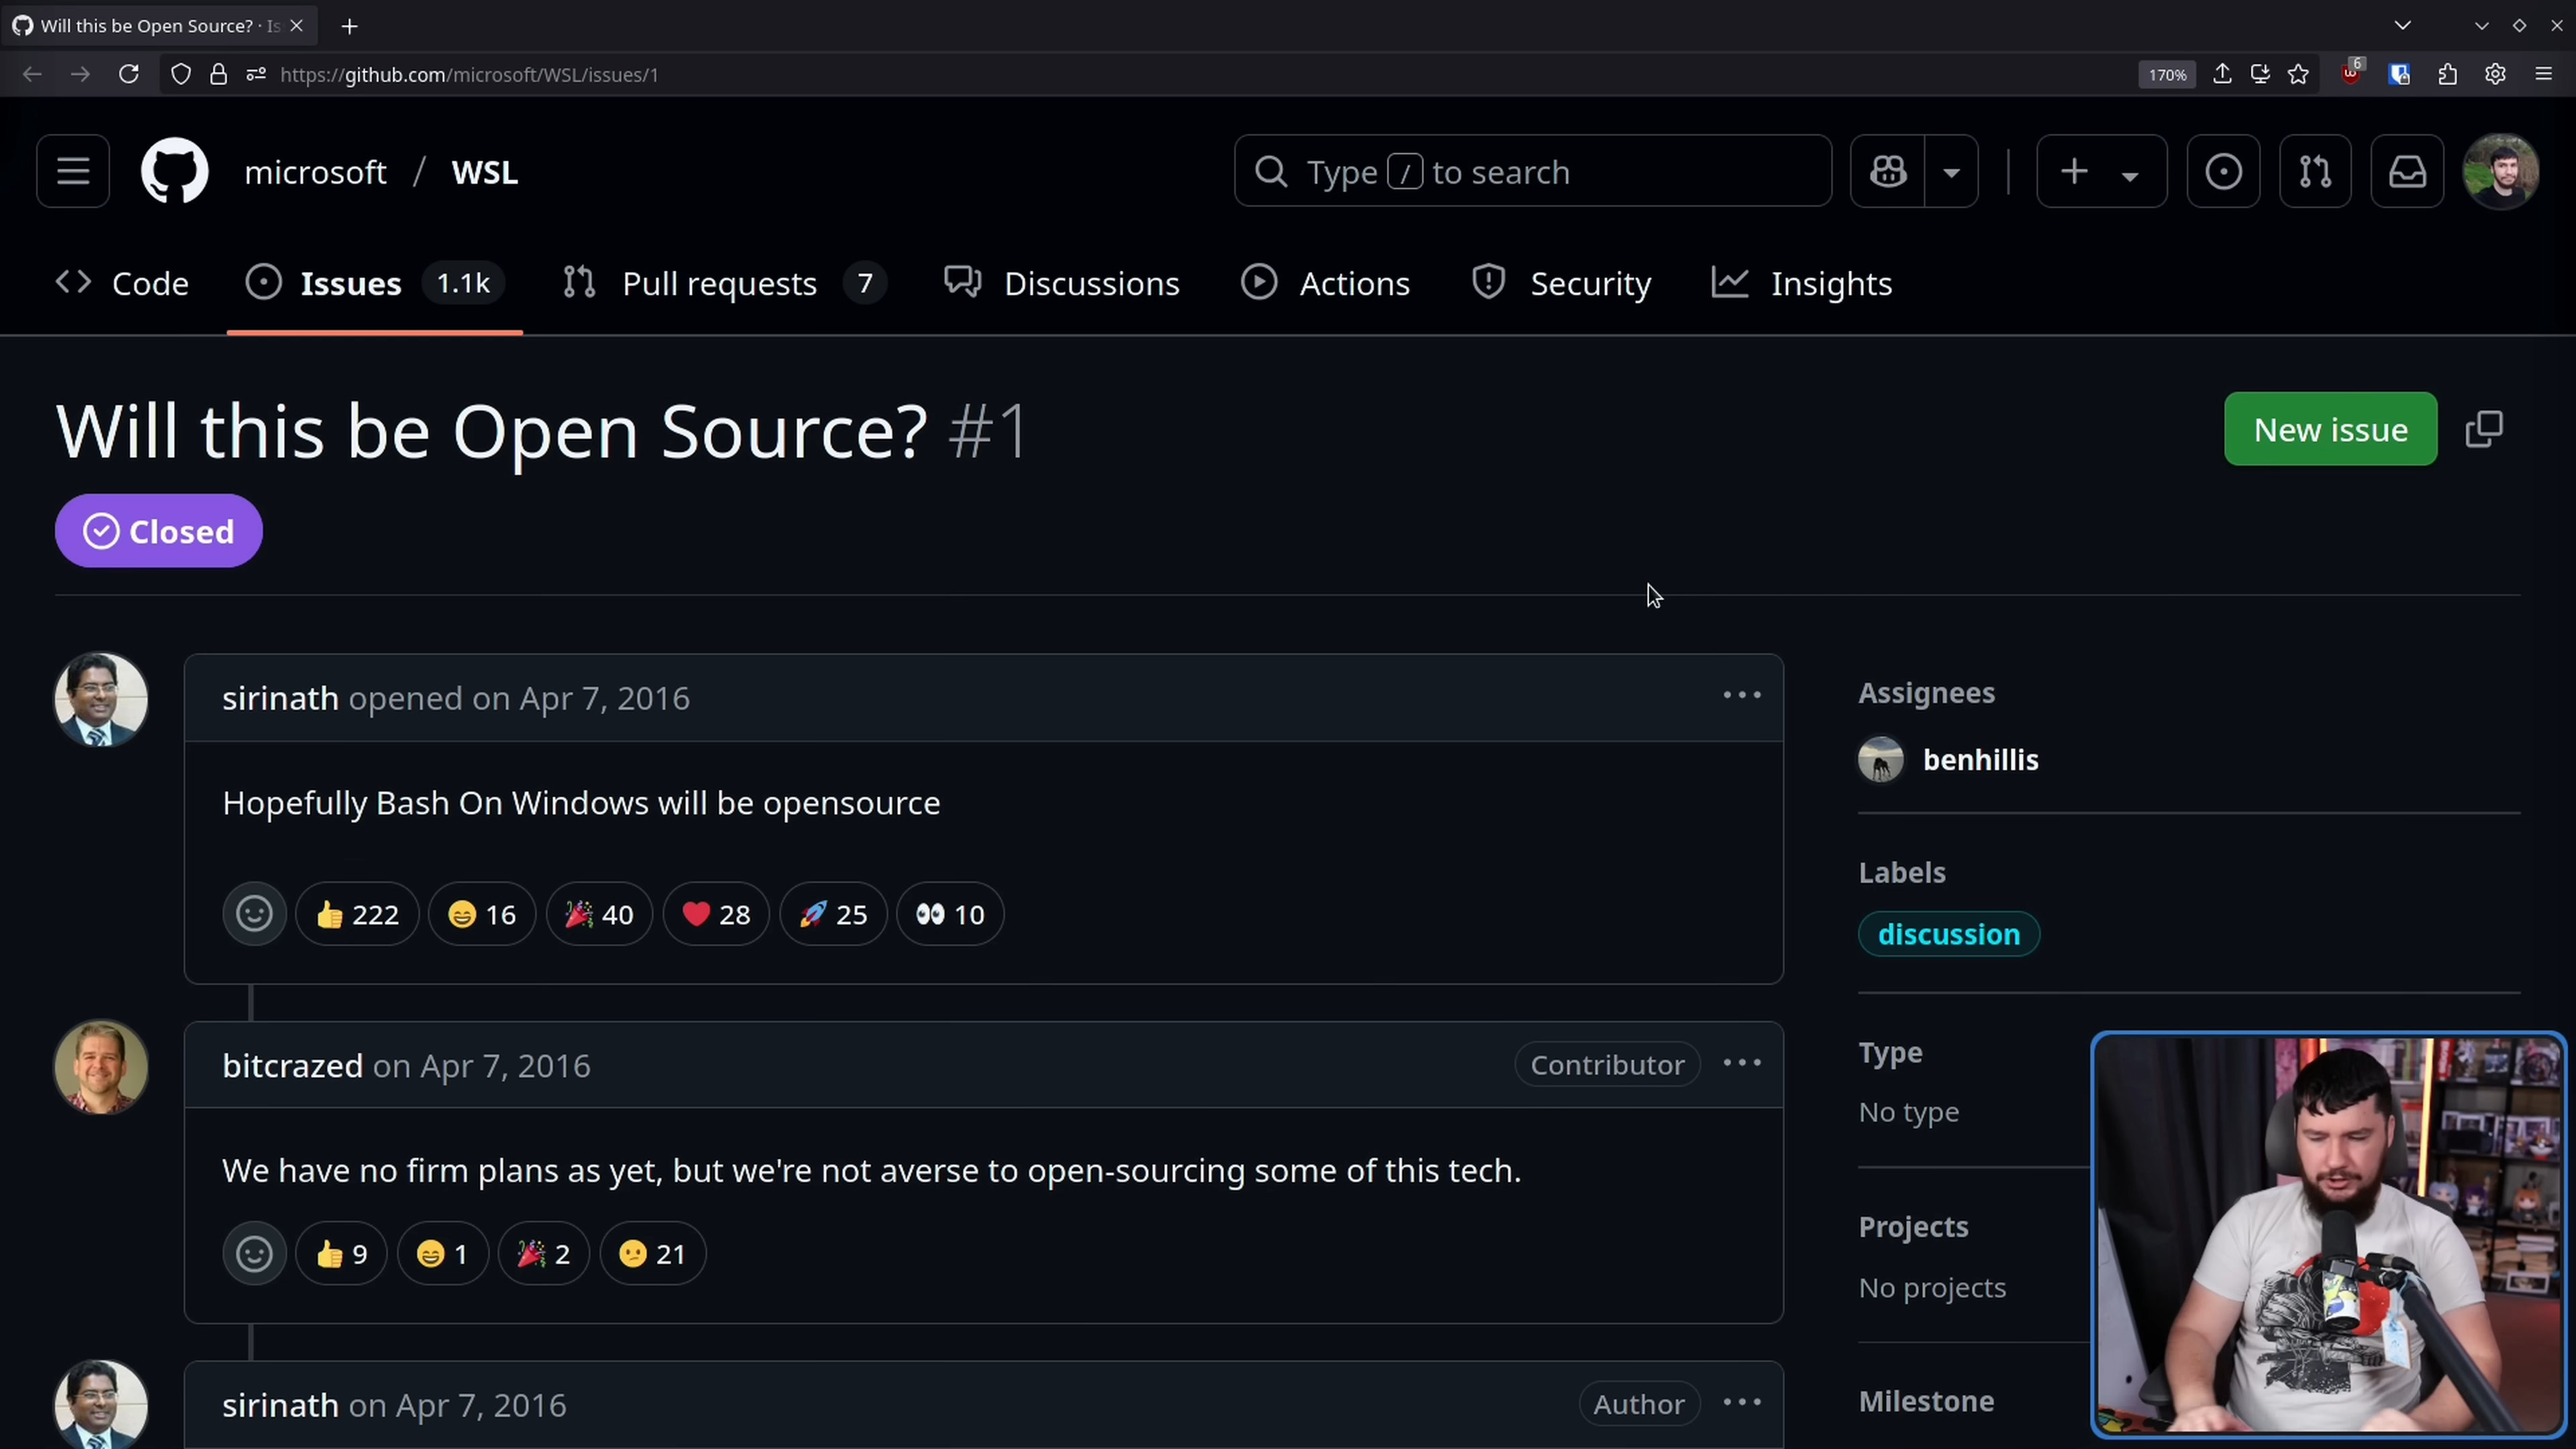 Will this be Open Source? · Is
https://github.com/microsoft/WSL/issues/1
170%
6
microsoft / WSL
Type / to search
Code
Issues 1.1k
Pull requests 7
Discussions
Actions
Security
Insights
Will this be Open Source? #1
New issue
Closed
sirinath opened on Apr 7, 2016
Hopefully Bash On Windows will be opensource
👍 222 😄 16 🎉 40 ❤️ 28 🚀 25 👀 10
bitcrazed on Apr 7, 2016
Contributor
We have no firm plans as yet, but we're not averse to open-sourcing some of this tech.
👍 9 😄 1 🎉 2 😕 21
sirinath on Apr 7, 2016
Author
Assignees
benhillis
Labels
discussion
Type
No type
Projects
No projects
Milestone